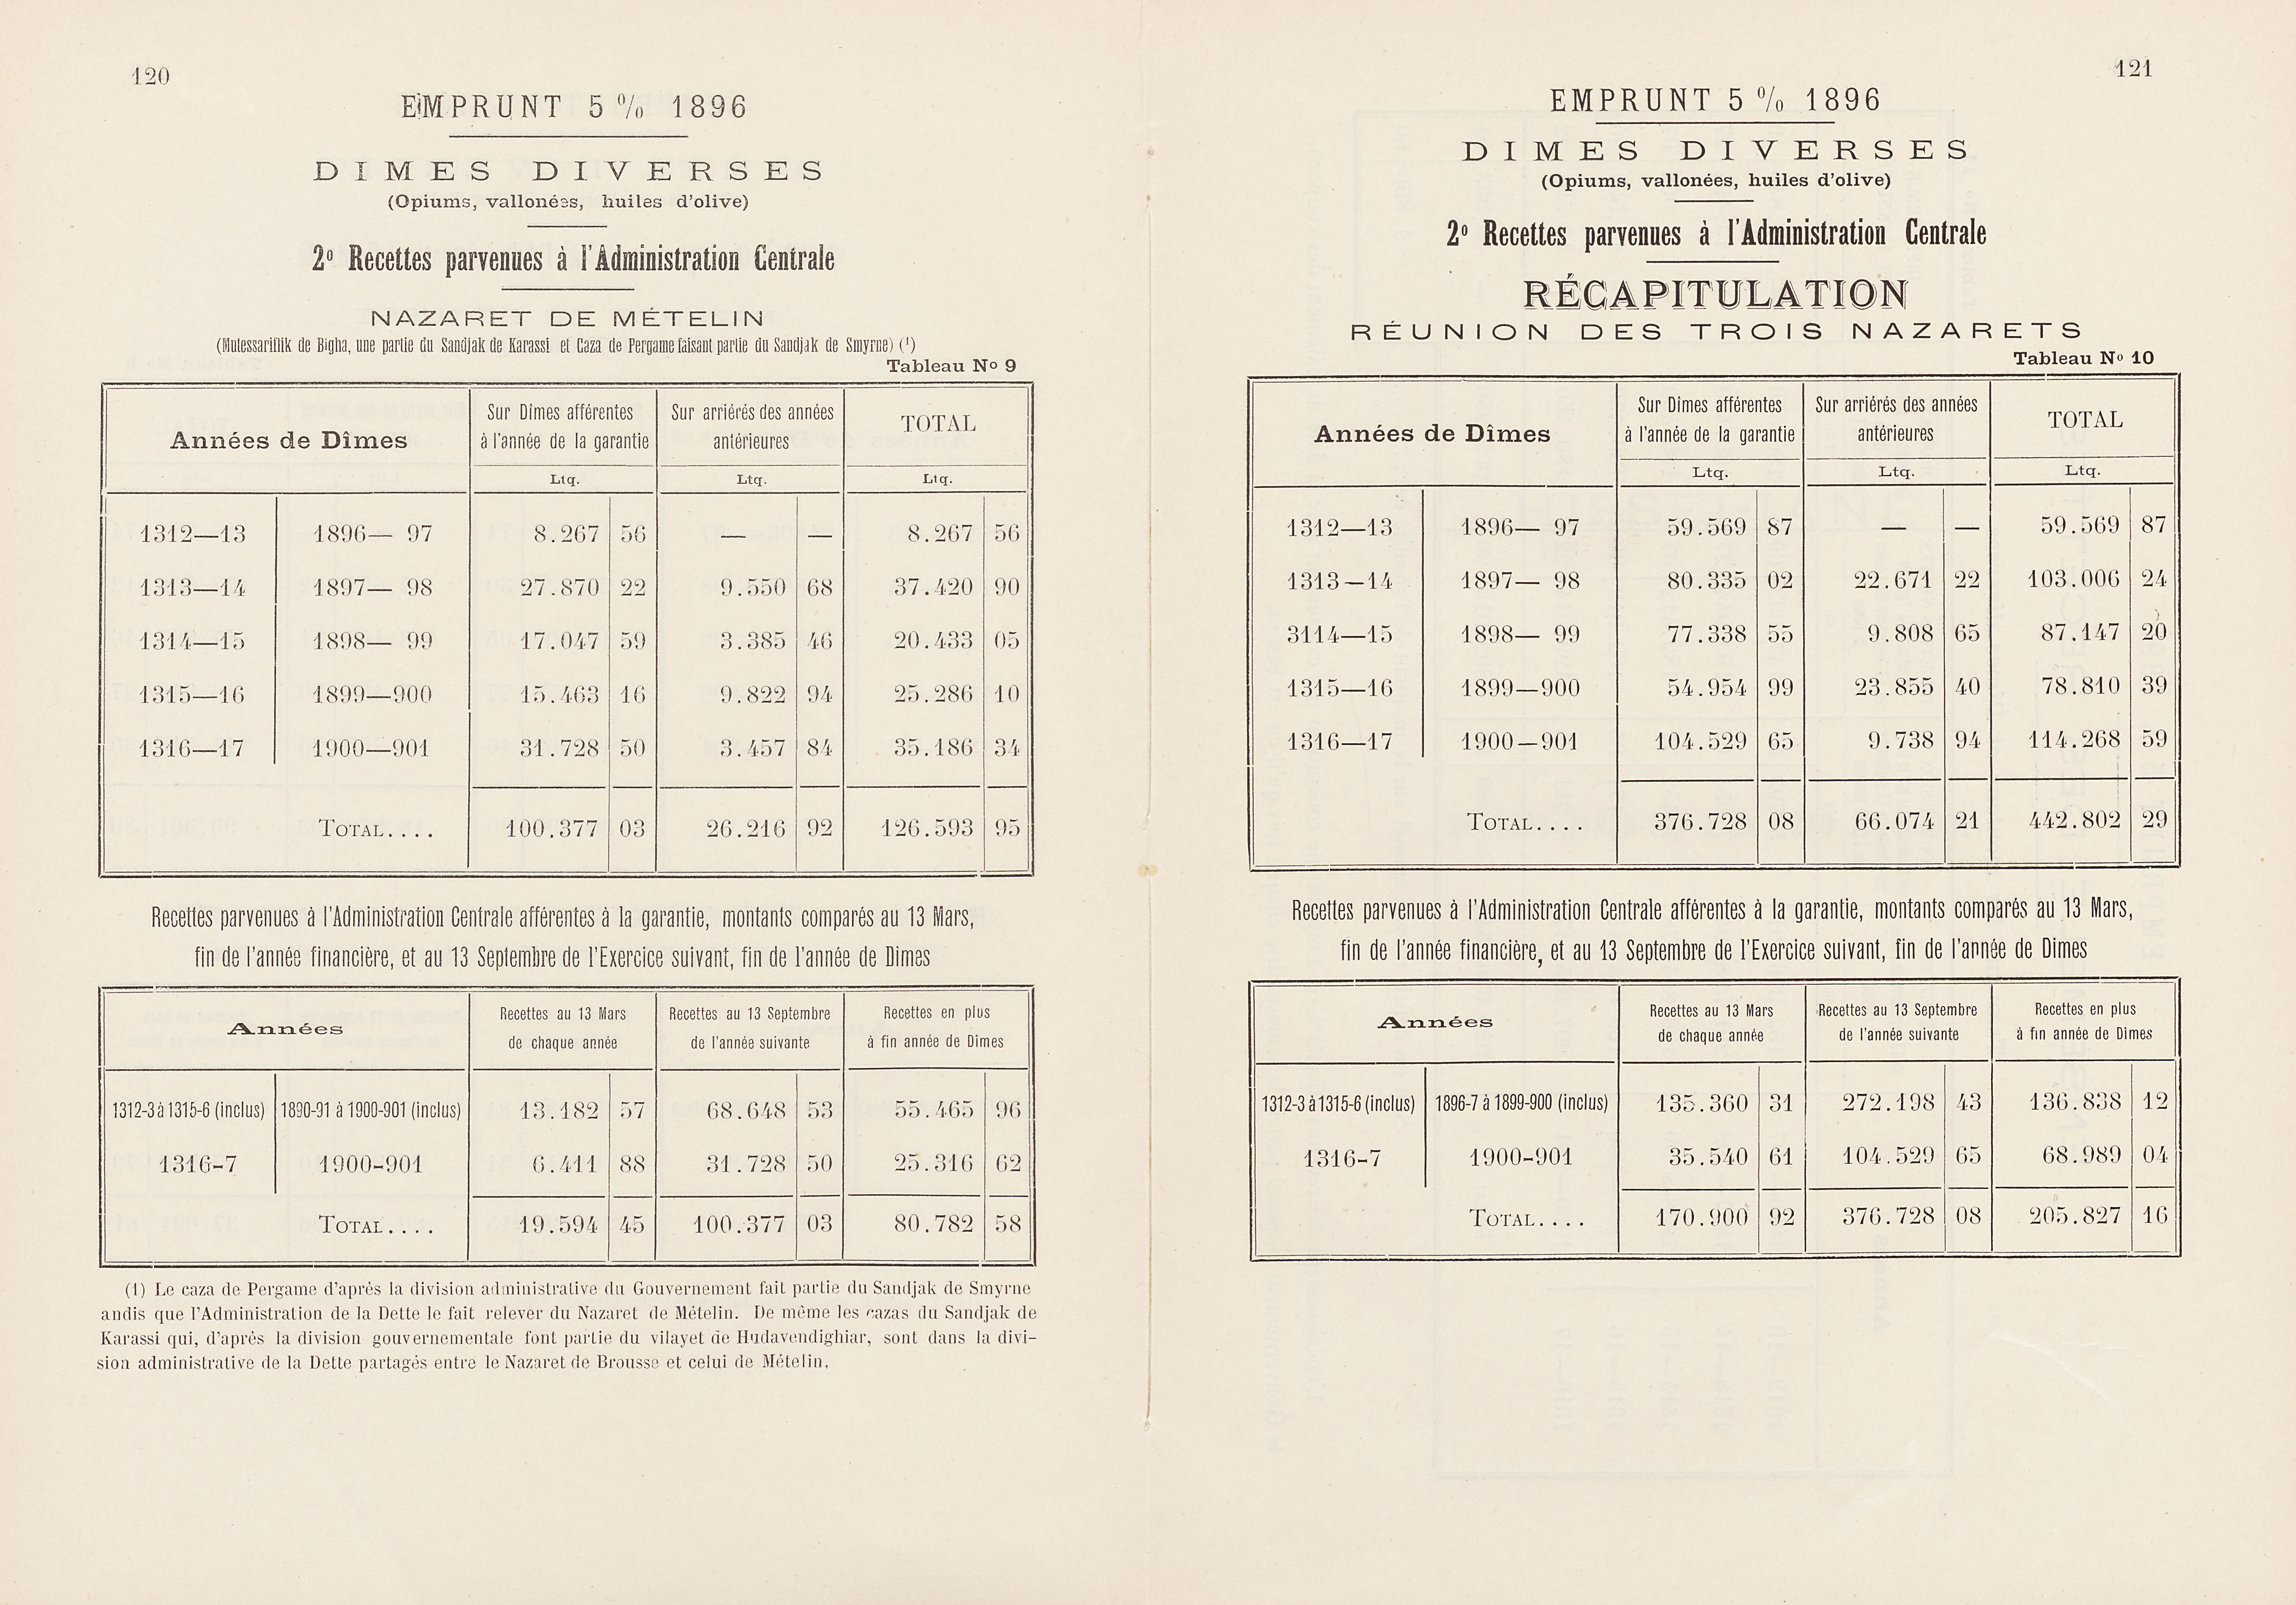 120
EMPRUNT 5 % 1896
DIMES DIVERSES
(Opiums, vallonées, huiles d'olive)
2º Recettes parvenues à l'Administration Centrale
NAZARET DE MÉTELIN
(Mutessariflik de Bigha, une partie du Sandjak de Karassi et Caza de Pergame faisant partie du Sandjak de Smyrne) (1)
Tableau Nº 9
Années de Dîmes | Sur Dîmes afférentes à l'année de la garantie | Sur arriérés des années antérieures | TOTAL
Ltq. | Ltq. | Ltq.
1312—13 | 1896— 97 | 8.267 56 | — — | 8.267 56
1313—14 | 1897— 98 | 27.870 22 | 9.550 68 | 37.420 90
1314—15 | 1898— 99 | 17.047 59 | 3.385 46 | 20.433 05
1315—16 | 1899—900 | 15.463 16 | 9.822 94 | 25.286 10
1316—17 | 1900—901 | 31.728 50 | 3.457 84 | 35.186 34
TOTAL.... | 100.377 03 | 26.216 92 | 126.593 95
Recettes parvenues à l'Administration Centrale afférentes à la garantie, montants comparés au 13 Mars,
fin de l'année financière, et au 13 Septembre de l'Exercice suivant, fin de l'année de Dîmes
Années | Recettes au 13 Mars de chaque année | Recettes au 13 Septembre de l'année suivante | Recettes en plus à fin année de Dîmes
1312-3 à 1315-6 (inclus) | 1890-91 à 1900-901 (inclus) | 13.182 57 | 68.648 53 | 55.465 96
1316-7 | 1900-901 | 6.411 88 | 31.728 50 | 25.316 62
TOTAL.... | 19.594 45 | 100.377 03 | 80.782 58
(1) Le caza de Pergame d'après la division administrative du Gouvernement fait partie du Sandjak de Smyrne
andis que l'Administration de la Dette le fait relever du Nazaret de Mételin. De même les cazas du Sandjak de
Karassi qui, d'après la division gouvernementale font partie du vilayet de Hudavendighiar, sont dans la divi-
sion administrative de la Dette partagés entre le Nazaret de Brousse et celui de Mételin.
121
EMPRUNT 5 % 1896
DIMES DIVERSES
(Opiums, vallonées, huiles d'olive)
2º Recettes parvenues à l'Administration Centrale
RÉCAPITULATION
RÉUNION DES TROIS NAZARETS
Tableau Nº 10
Années de Dîmes | Sur Dîmes afférentes à l'année de la garantie | Sur arriérés des années antérieures | TOTAL
Ltq. | Ltq. | Ltq.
1312—13 | 1896— 97 | 59.569 87 | — — | 59.569 87
1313—14 | 1897— 98 | 80.335 02 | 22.671 22 | 103.006 24
3114—15 | 1898— 99 | 77.338 55 | 9.808 65 | 87.147 20
1315—16 | 1899—900 | 54.954 99 | 23.855 40 | 78.810 39
1316—17 | 1900—901 | 104.529 65 | 9.738 94 | 114.268 59
TOTAL.... | 376.728 08 | 66.074 21 | 442.802 29
Recettes parvenues à l'Administration Centrale afférentes à la garantie, montants comparés au 13 Mars,
fin de l'année financière, et au 13 Septembre de l'Exercice suivant, fin de l'année de Dîmes
Années | Recettes au 13 Mars de chaque année | Recettes au 13 Septembre de l'année suivante | Recettes en plus à fin année de Dîmes
1312-3 à 1315-6 (inclus) | 1896-7 à 1899-900 (inclus) | 135.360 31 | 272.198 43 | 136.838 12
1316-7 | 1900-901 | 35.540 61 | 104.529 65 | 68.989 04
TOTAL.... | 170.900 92 | 376.728 08 | 205.827 16